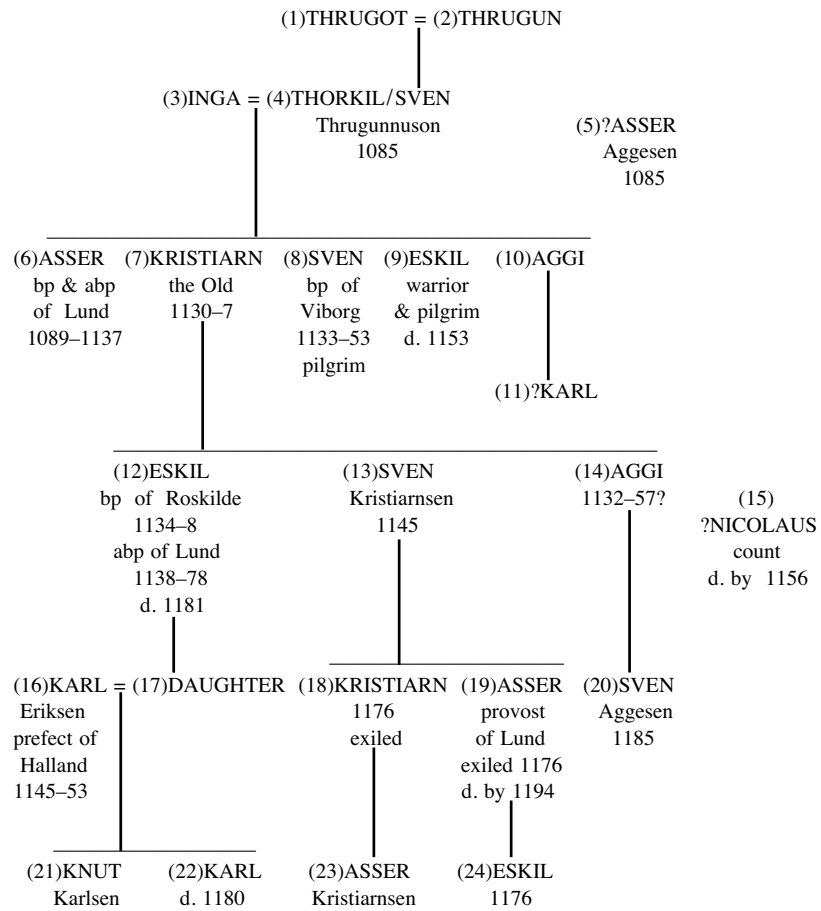 (1)THRUGOT = (2)THRUGUN
(3)INGA = (4)THORKIL/SVEN
Thrugunnuson
1085
(5)?ASSER
Aggesen
1085
(6)ASSER
bp & abp
of Lund
1089–1137
(7)KRISTIARN
the Old
1130–7
(8)SVEN
bp of
Viborg
1133–53
pilgrim
(9)ESKIL
warrior
& pilgrim
d. 1153
(10)AGGI
(11)?KARL
(12)ESKIL
bp of Roskilde
1134–8
abp of Lund
1138–78
d. 1181
(13)SVEN
Kristiarnsen
1145
(14)AGGI
1132–57?
(15)
?NICOLAUS
count
d. by 1156
(16)KARL = (17)DAUGHTER
Eriksen
prefect of
Halland
1145–53
(18)KRISTIARN
1176
exiled
(19)ASSER
provost
of Lund
exiled 1176
d. by 1194
(20)SVEN
Aggesen
1185
(21)KNUT
Karlsen
(22)KARL
d. 1180
(23)ASSER
Kristiarnsen
(24)ESKIL
1176